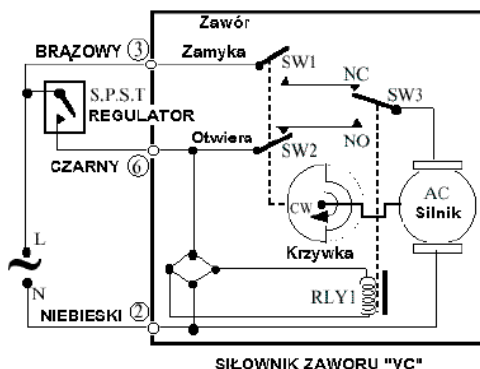 Zawór
BRĄZOWY 3 Zamyka
SW1 NC
S.P.S.T SW3
REGULATOR
Otwiera
SW2 NO
CZARNY 6
AC
CW Silnik
Krzywka
L
RLY1
N
NIEBIESKI 2
SIŁOWNIK ZAWORU "VC"